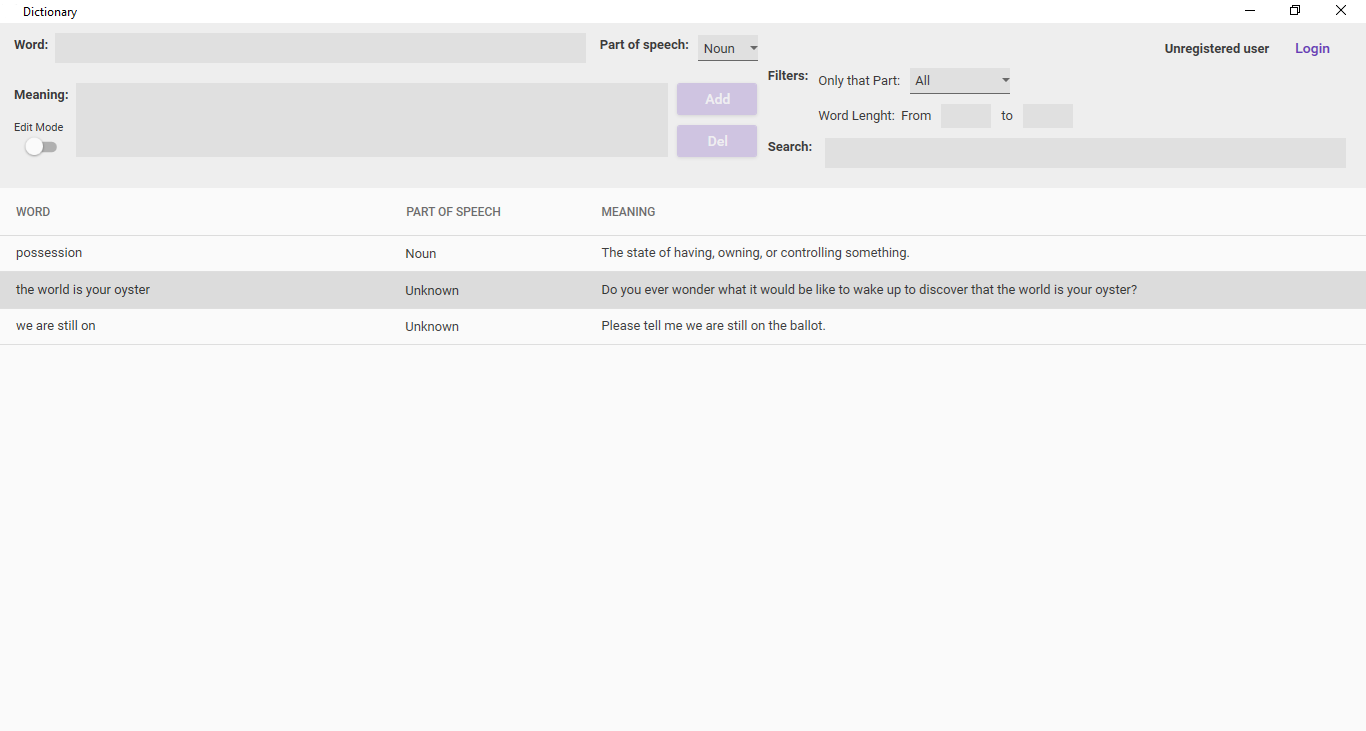 Dictionary
Word:
Part of speech: Noun
Unregistered user Login
Filters: Only that Part: All
Meaning:
Add
Word Lenght: From to
Edit Mode
Del
Search:
WORD PART OF SPEECH MEANING
possession Noun The state of having, owning, or controlling something.
the world is your oyster Unknown Do you ever wonder what it would be like to wake up to discover that the world is your oyster?
we are still on Unknown Please tell me we are still on the ballot.